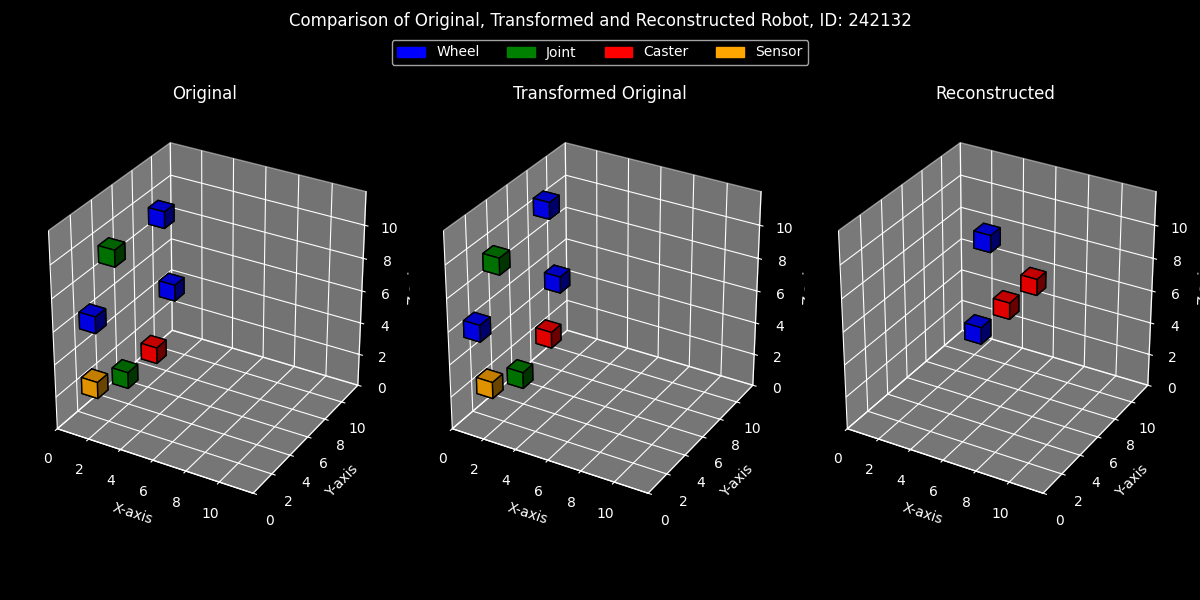 Comparison of Original, Transformed and Reconstructed Robot, ID: 242132
Wheel Joint Caster Sensor
Original Transformed Original Reconstructed
10 10 10
8 8 8
6 6 6
4 4 4
2 2 2
0 0 0
0 2 4 6 8 10 0 2 4 6 8 10 0 2 4 6 8 10
0 2 4 6 8 10 0 2 4 6 8 10 0 2 4 6 8 10
X-axis Y-axis X-axis Y-axis X-axis Y-axis